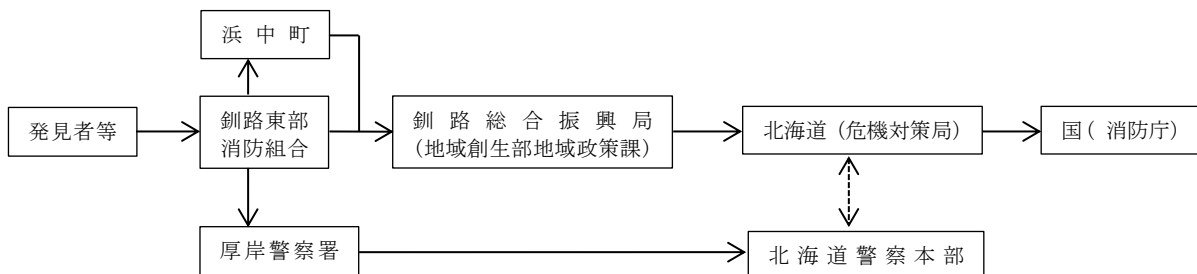 浜中町
発見者等
釧路東部
消防組合
釧路総合振興局
(地域創生部地域政策課)
北海道(危機対策局)
国(消防庁)
厚岸警察署
北海道警察本部